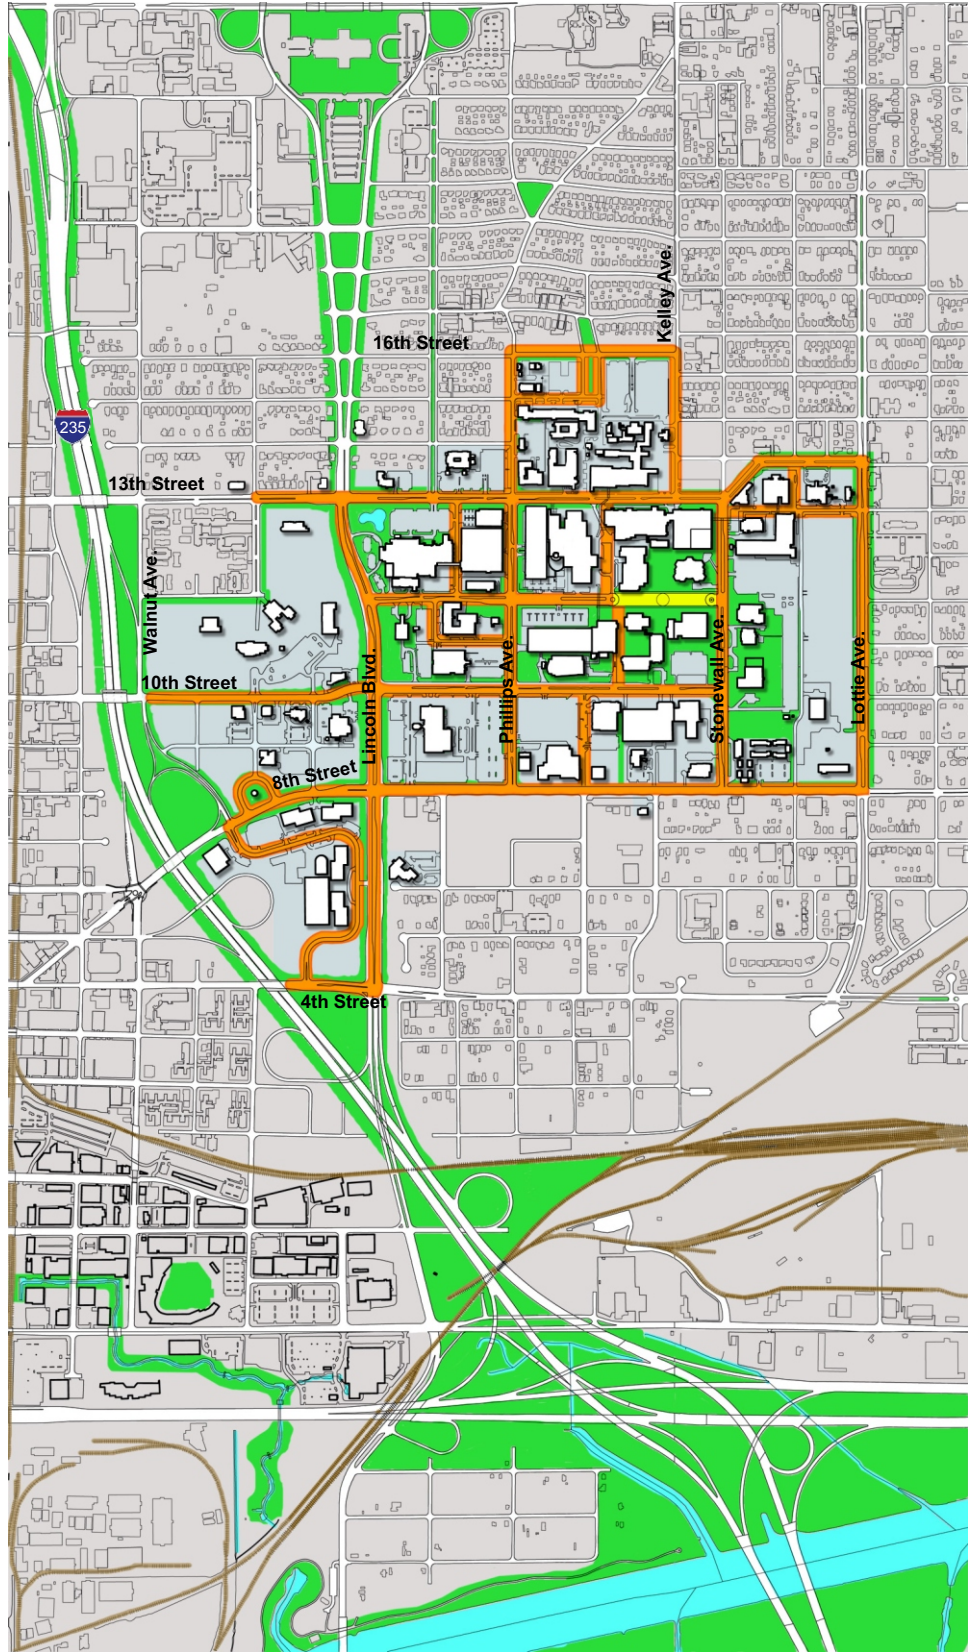 Kelley Ave.
16th Street
235
13th Street
Walnut Ave.
10th Street
Lincoln Blvd.
Phillips Ave.
Stonewall Ave.
Lottie Ave.
8th Street
4th Street